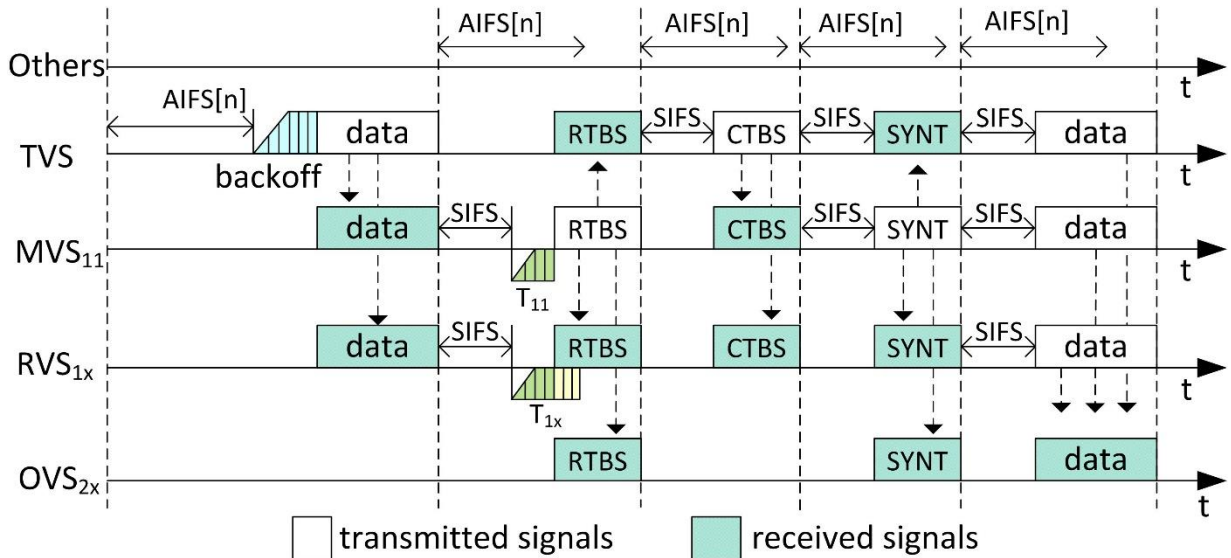 AIFS[n] AIFS[n] AIFS[n] AIFS[n]
Others t
AIFS[n]
data RTBS SIFS CTBS SIFS SYNT SIFS data
TVS t
backoff
data SIFS RTBS CTBS SIFS SYNT SIFS data
MVS11 t
T11
data SIFS RTBS CTBS SYNT SIFS data
RVS1x t
T1x
RTBS SYNT data
OVS2x t
transmitted signals received signals